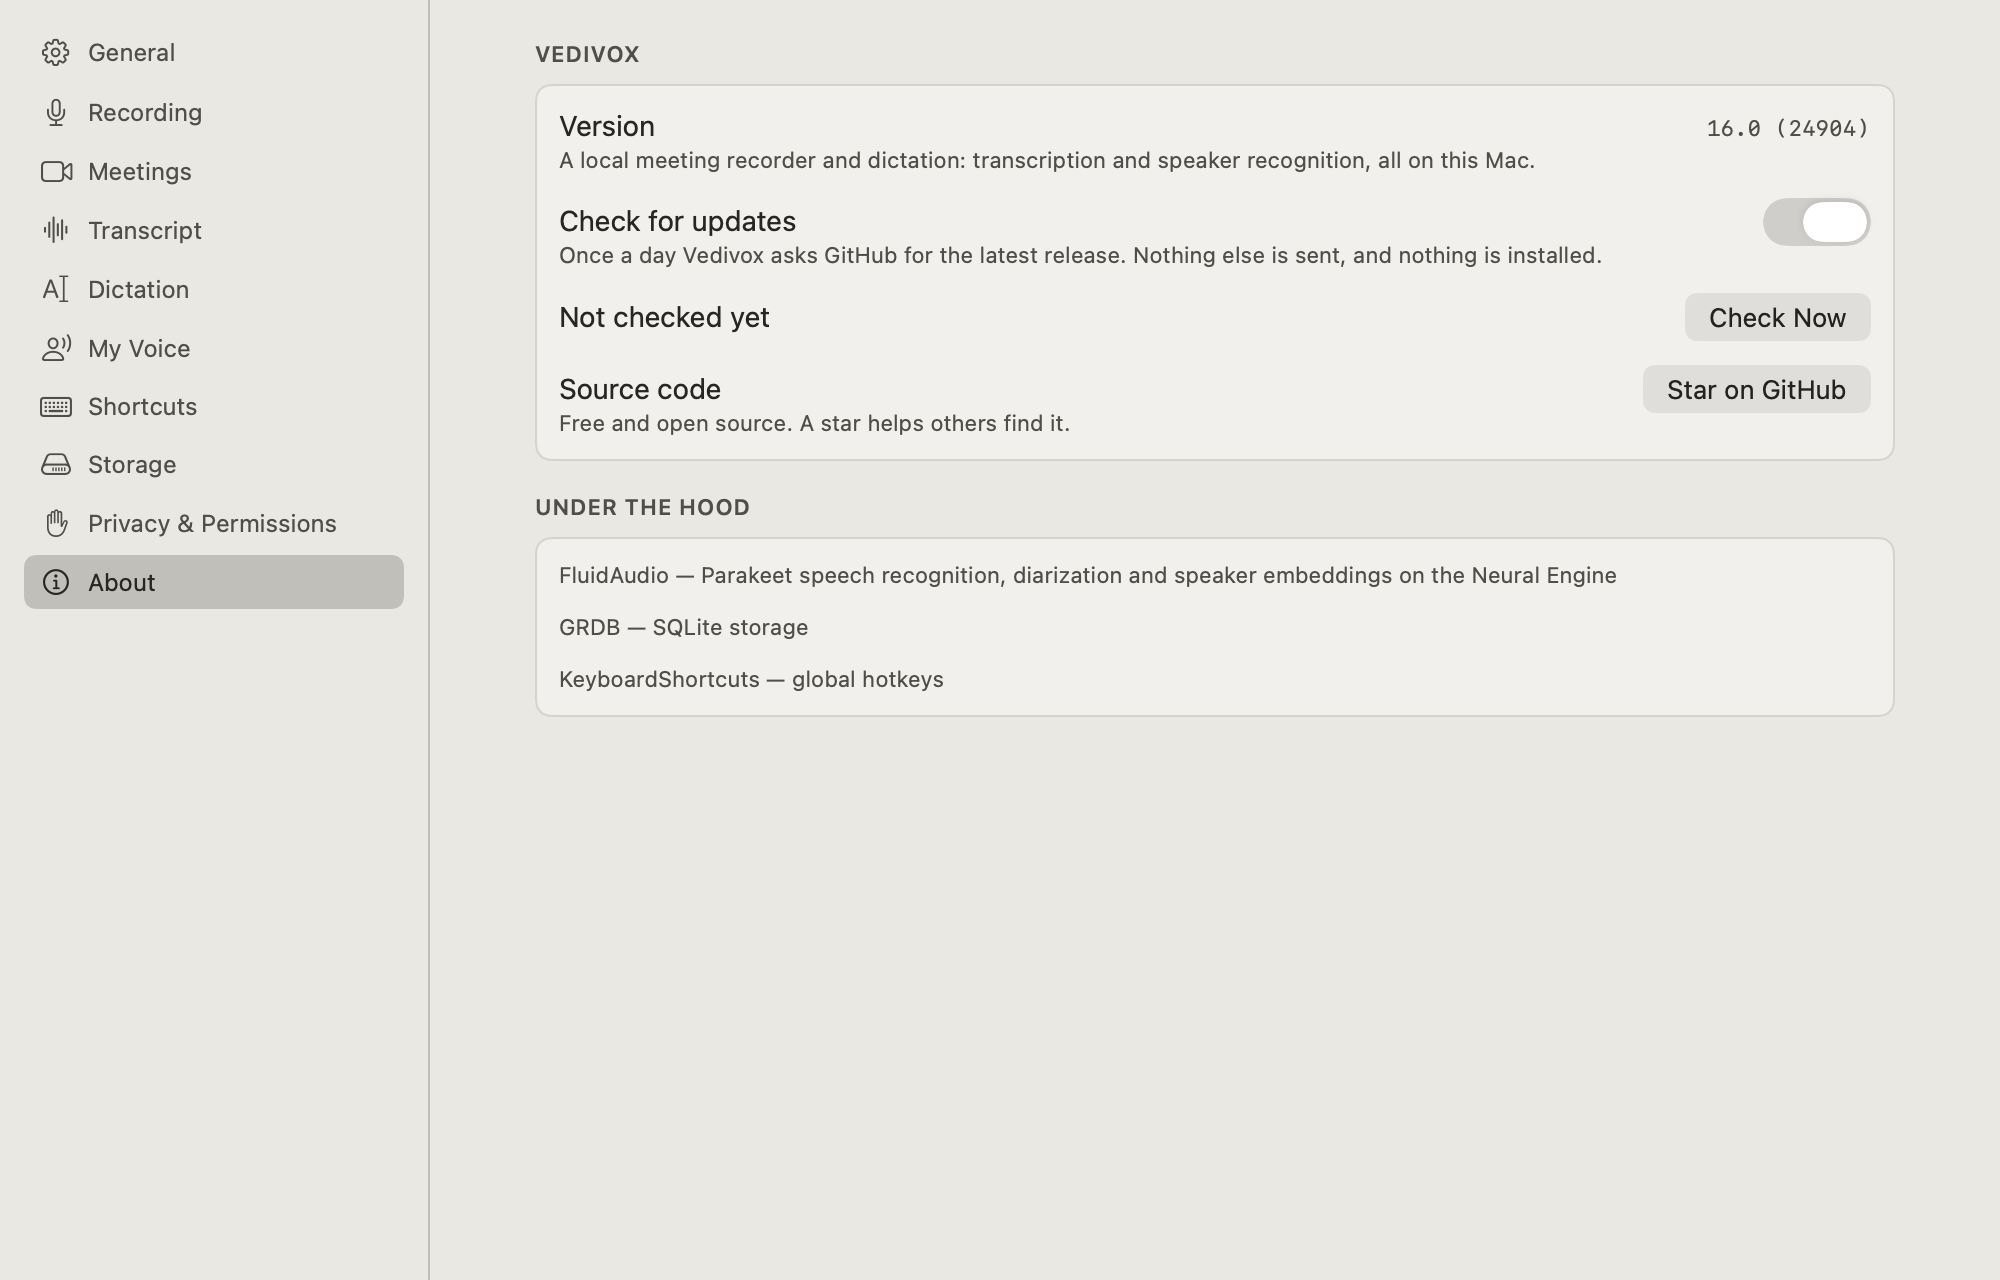 General
Recording
Meetings
Transcript
Dictation
My Voice
Shortcuts
Storage
Privacy & Permissions
About
VEDIVOX
Version
16.0 (24904)
A local meeting recorder and dictation: transcription and speaker recognition, all on this Mac.
Check for updates
Once a day Vedivox asks GitHub for the latest release. Nothing else is sent, and nothing is installed.
Not checked yet
Check Now
Source code
Star on GitHub
Free and open source. A star helps others find it.
UNDER THE HOOD
FluidAudio — Parakeet speech recognition, diarization and speaker embeddings on the Neural Engine
GRDB — SQLite storage
KeyboardShortcuts — global hotkeys